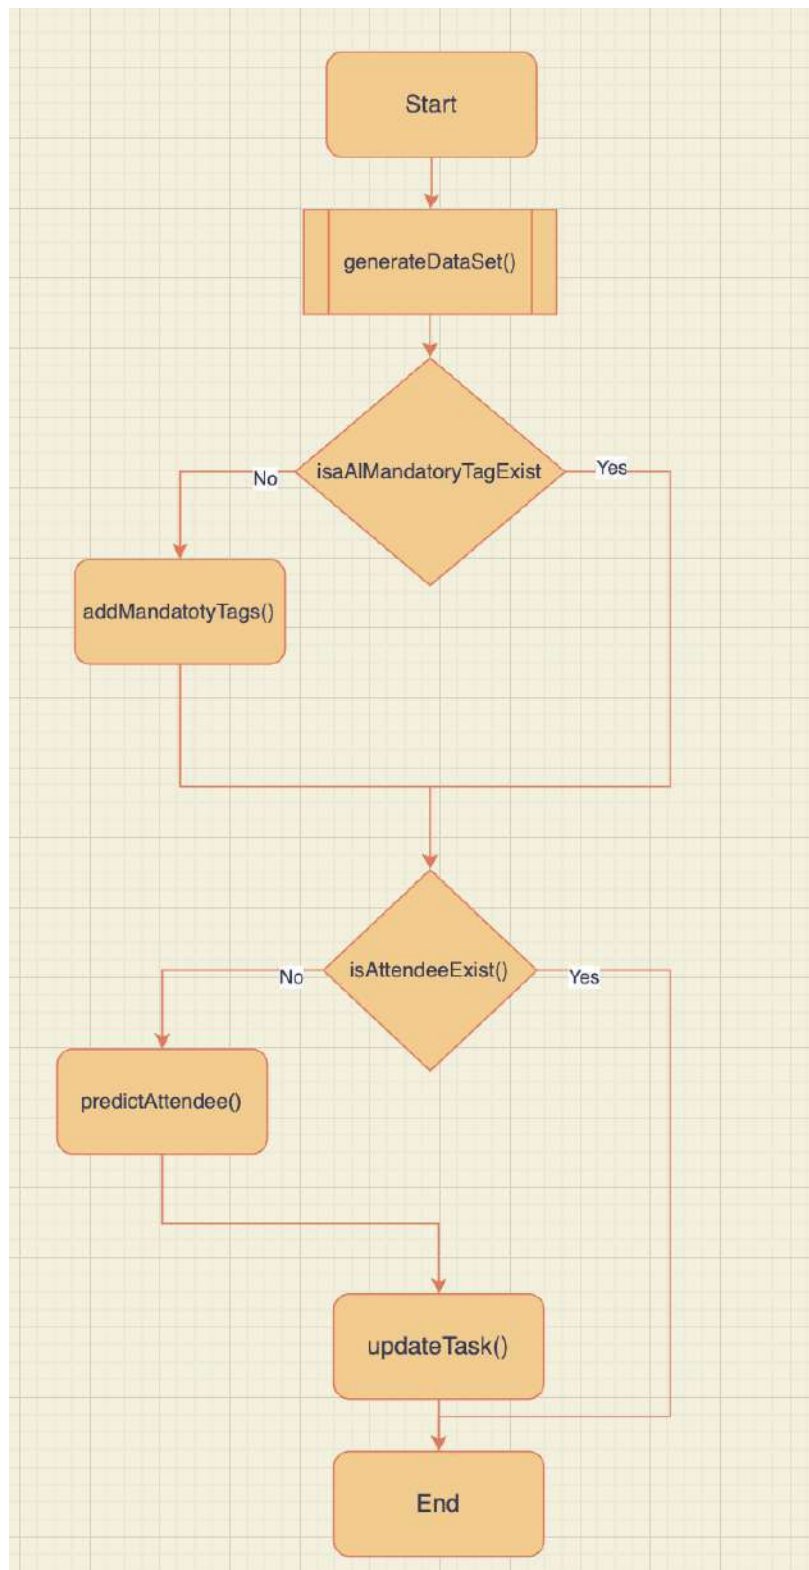 Start
generateDataSet()
isaAlMandatoryTagExist
No
Yes
addMandatotyTags()
isAttendeeExist()
No
Yes
predictAttendee()
updateTask()
End